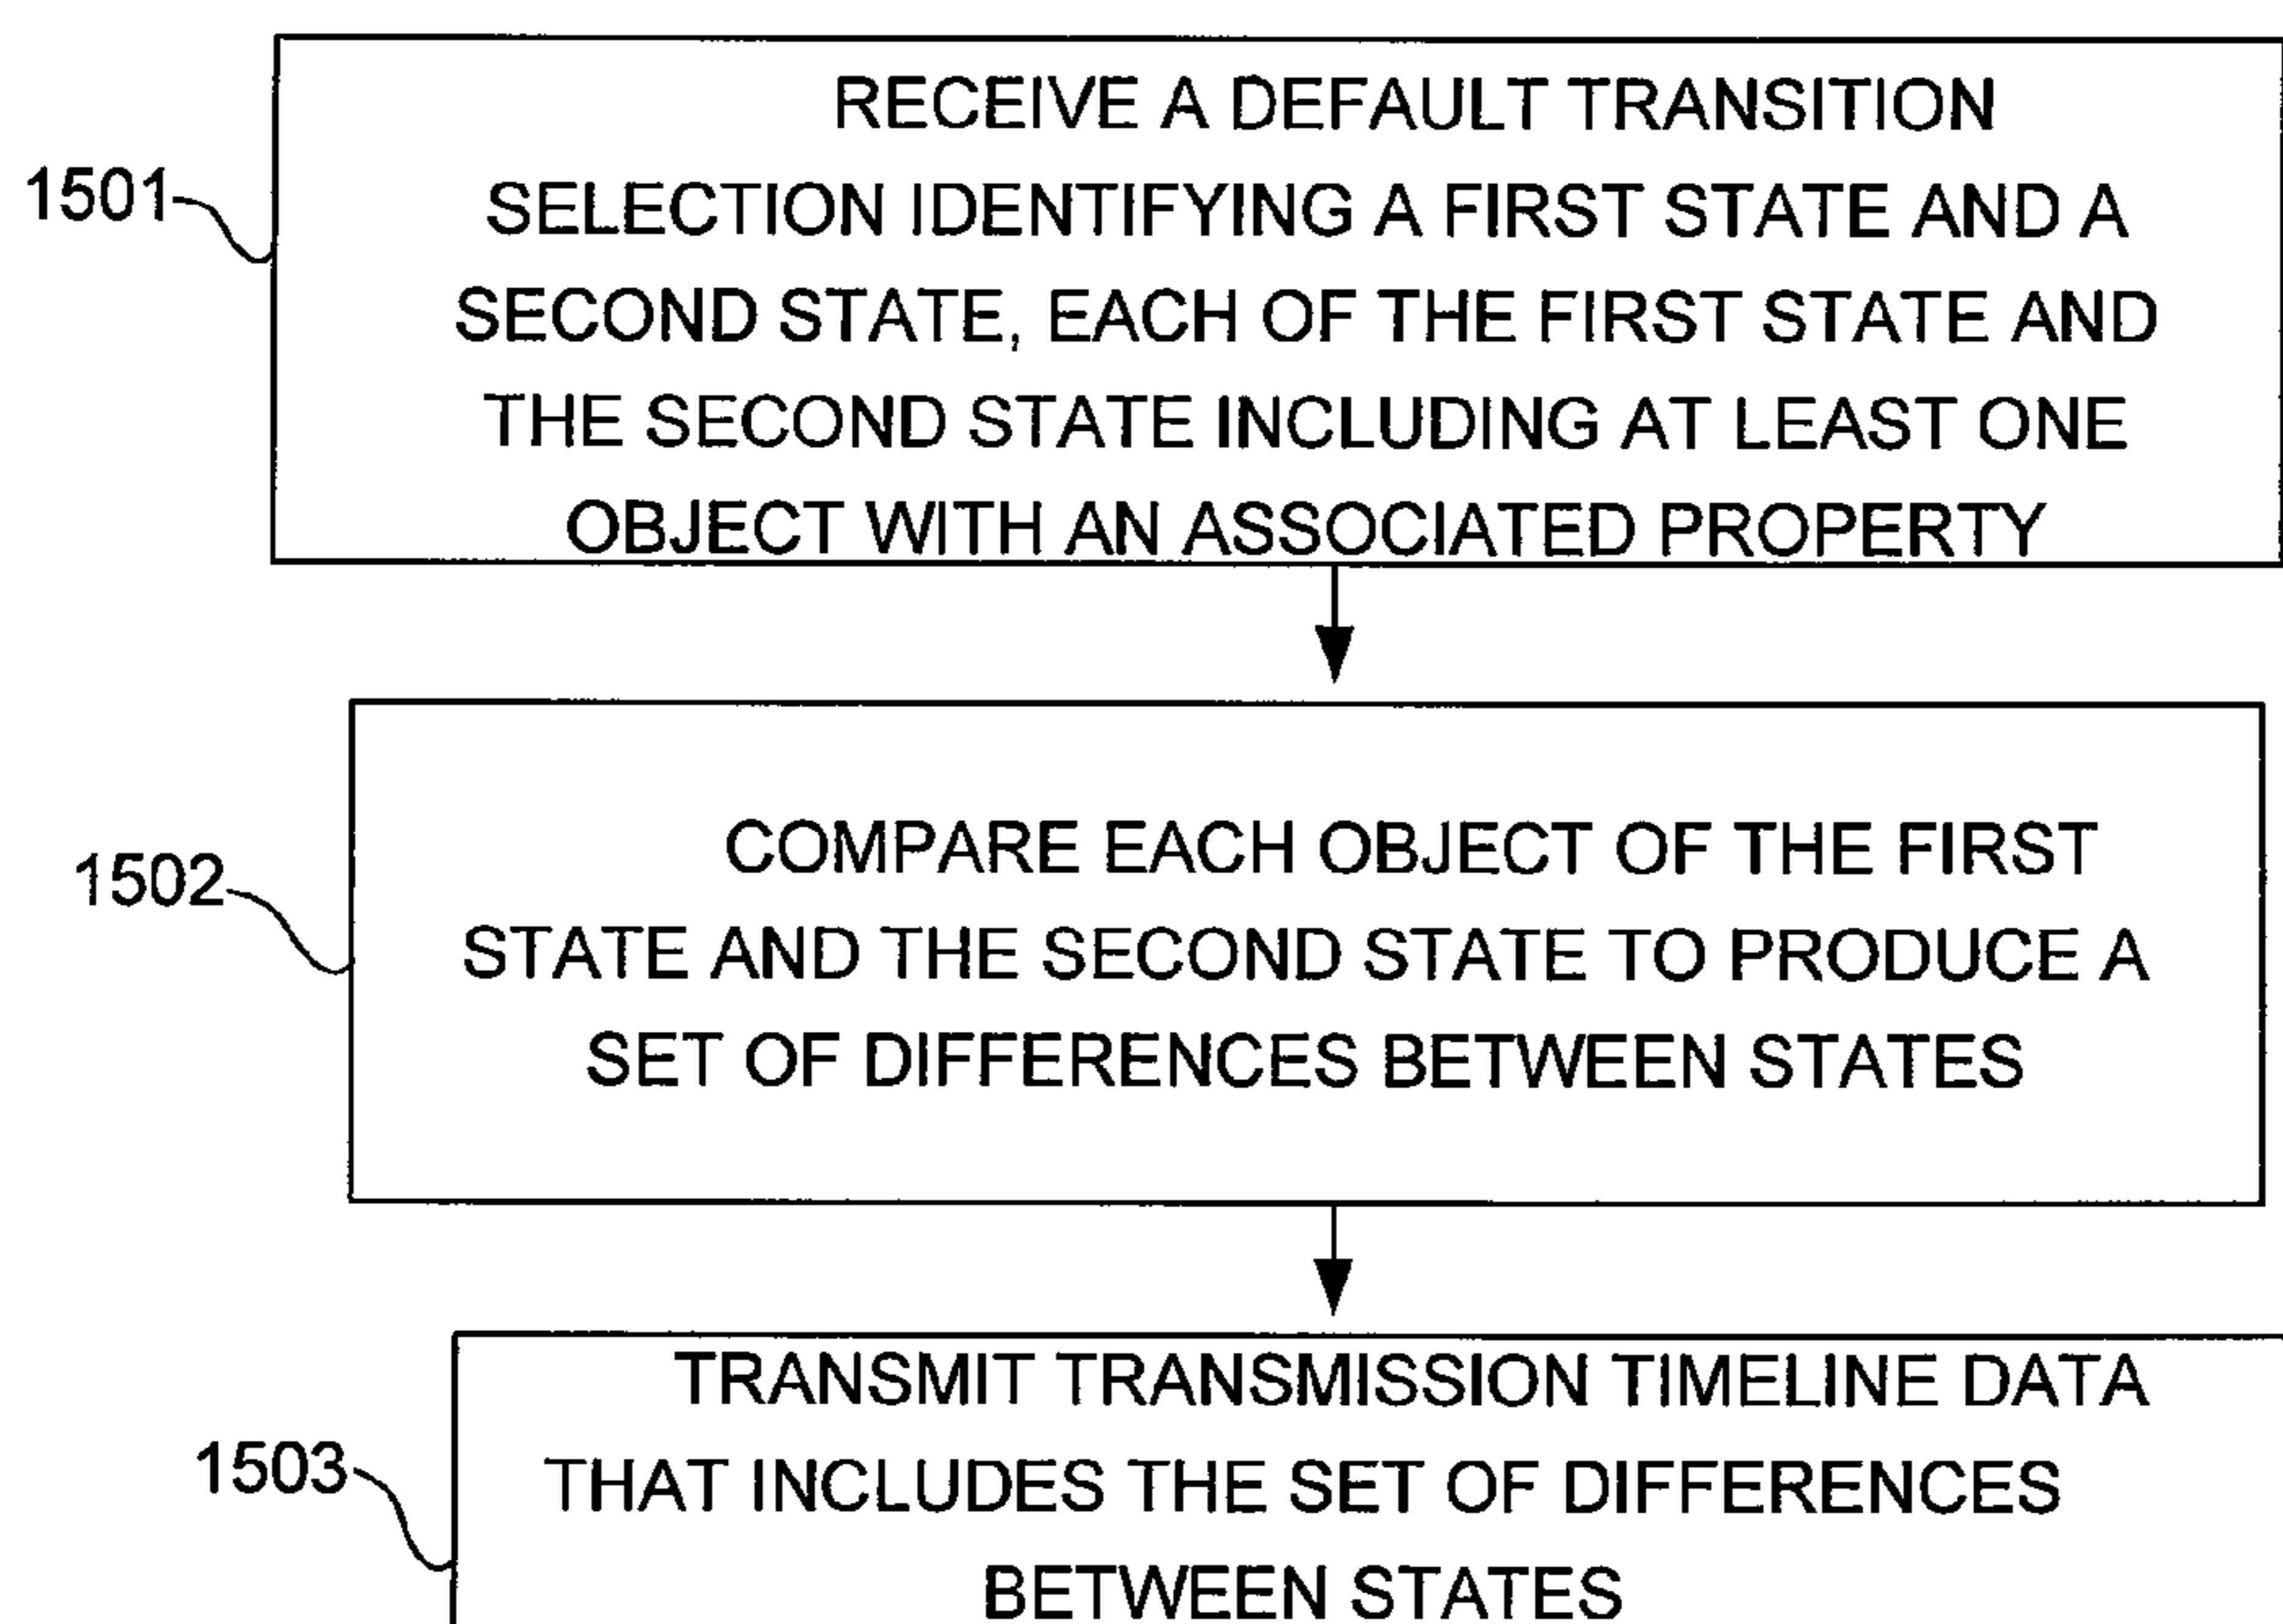 RECEIVE A DEFAULT TRANSITION
1501
SELECTION IDENTIFYING A FIRST STATE AND A
SECOND STATE, EACH OF THE FIRST STATE AND
THE SECOND STATE INCLUDING AT LEAST ONE
OBJECT WITH AN ASSOCIATED PROPERTY
1502
COMPARE EACH OBJECT OF THE FIRST
STATE AND THE SECOND STATE TO PRODUCE A
SET OF DIFFERENCES BETWEEN STATES
TRANSMIT TRANSMISSION TIMELINE DATA
1503
THAT INCLUDES THE SET OF DIFFERENCES
BETWEEN STATES